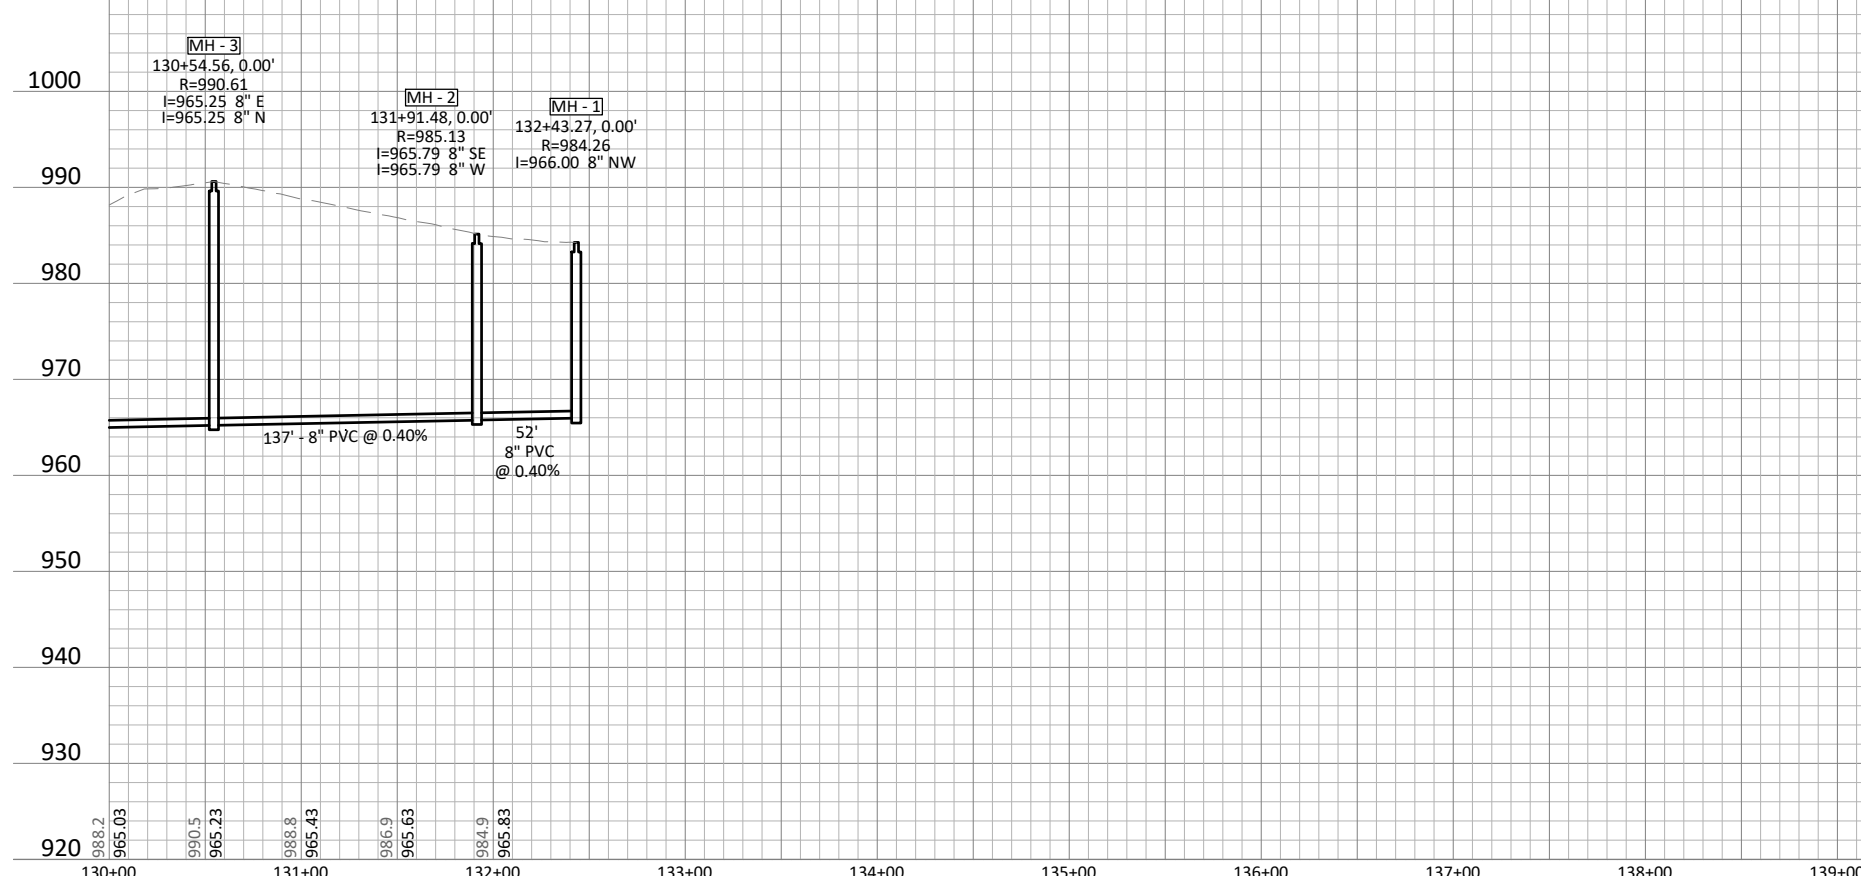 MH - 3
130+54.56, 0.00'
R=990.61
I=965.25 8" E
I=965.25 8" N
MH - 2
131+91.48, 0.00'
R=985.13
I=965.79 8" SE
I=965.79 8" W
MH - 1
132+43.27, 0.00'
R=984.26
I=966.00 8" NW
1000
990
980
970
960
950
940
930
920
137' - 8" PVC @ 0.40%
52'
8" PVC
@ 0.40%
988.2
965.03
990.5
965.23
988.8
965.43
986.9
965.63
984.9
965.83
130+00
131+00
132+00
133+00
134+00
135+00
136+00
137+00
138+00
139+00